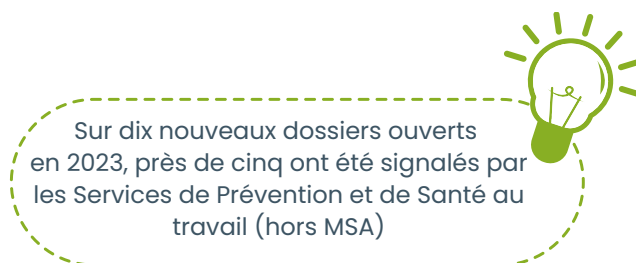 Sur dix nouveaux dossiers ouverts
en 2023, près de cinq ont été signalés par
les Services de Prévention et de Santé au
travail (hors MSA)